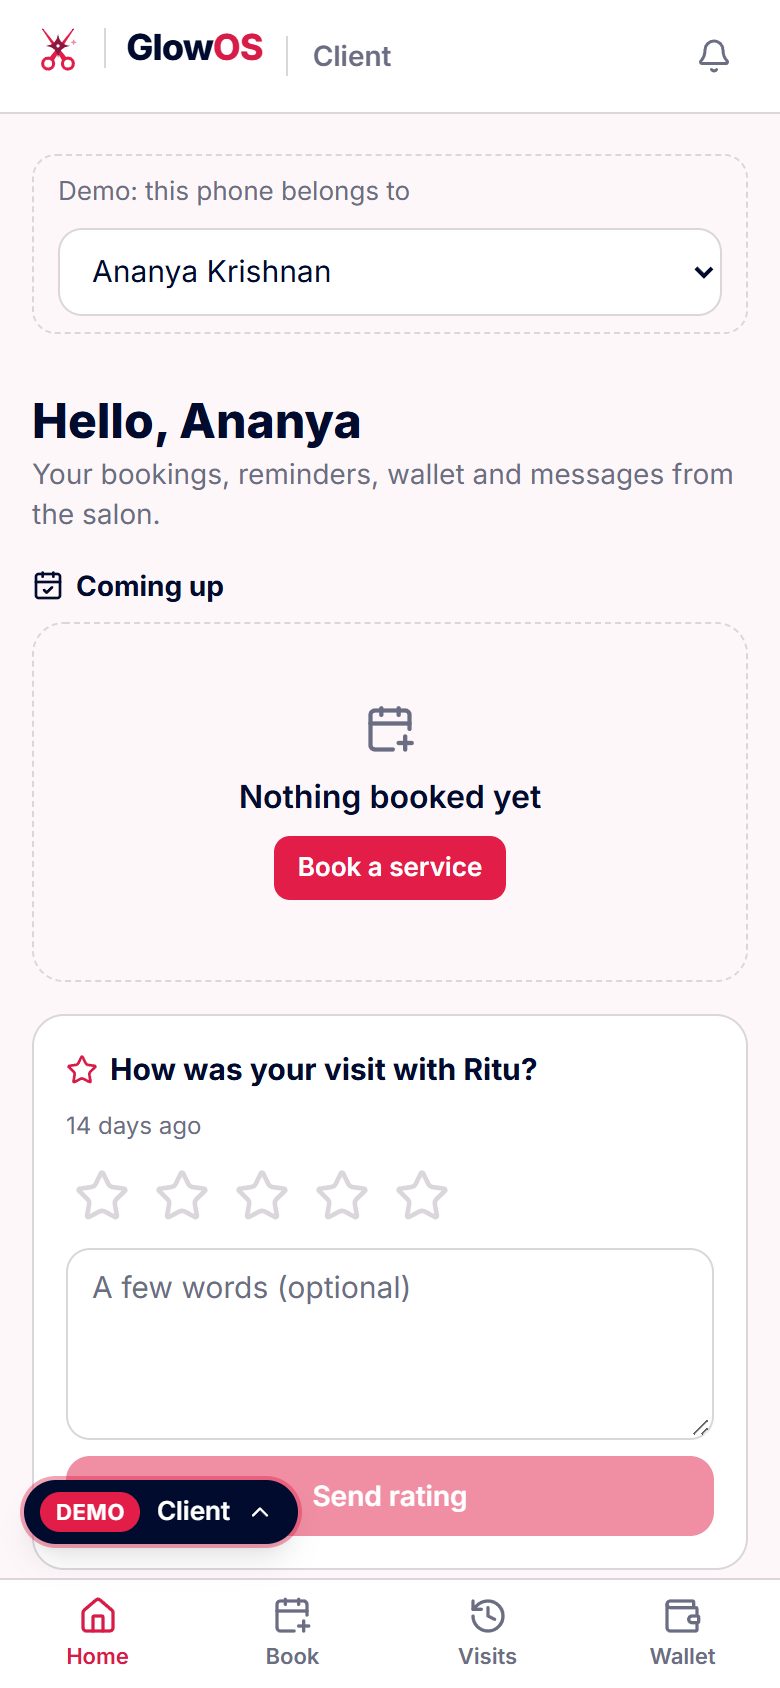 GlowOS
Client
Demo: this phone belongs to
Ananya Krishnan
Hello, Ananya
Your bookings, reminders, wallet and messages from
the salon.
Coming up
Nothing booked yet
Book a service
How was your visit with Ritu?
14 days ago
A few words (optional)
Send rating
DEMO Client
Home
Book
Visits
Wallet